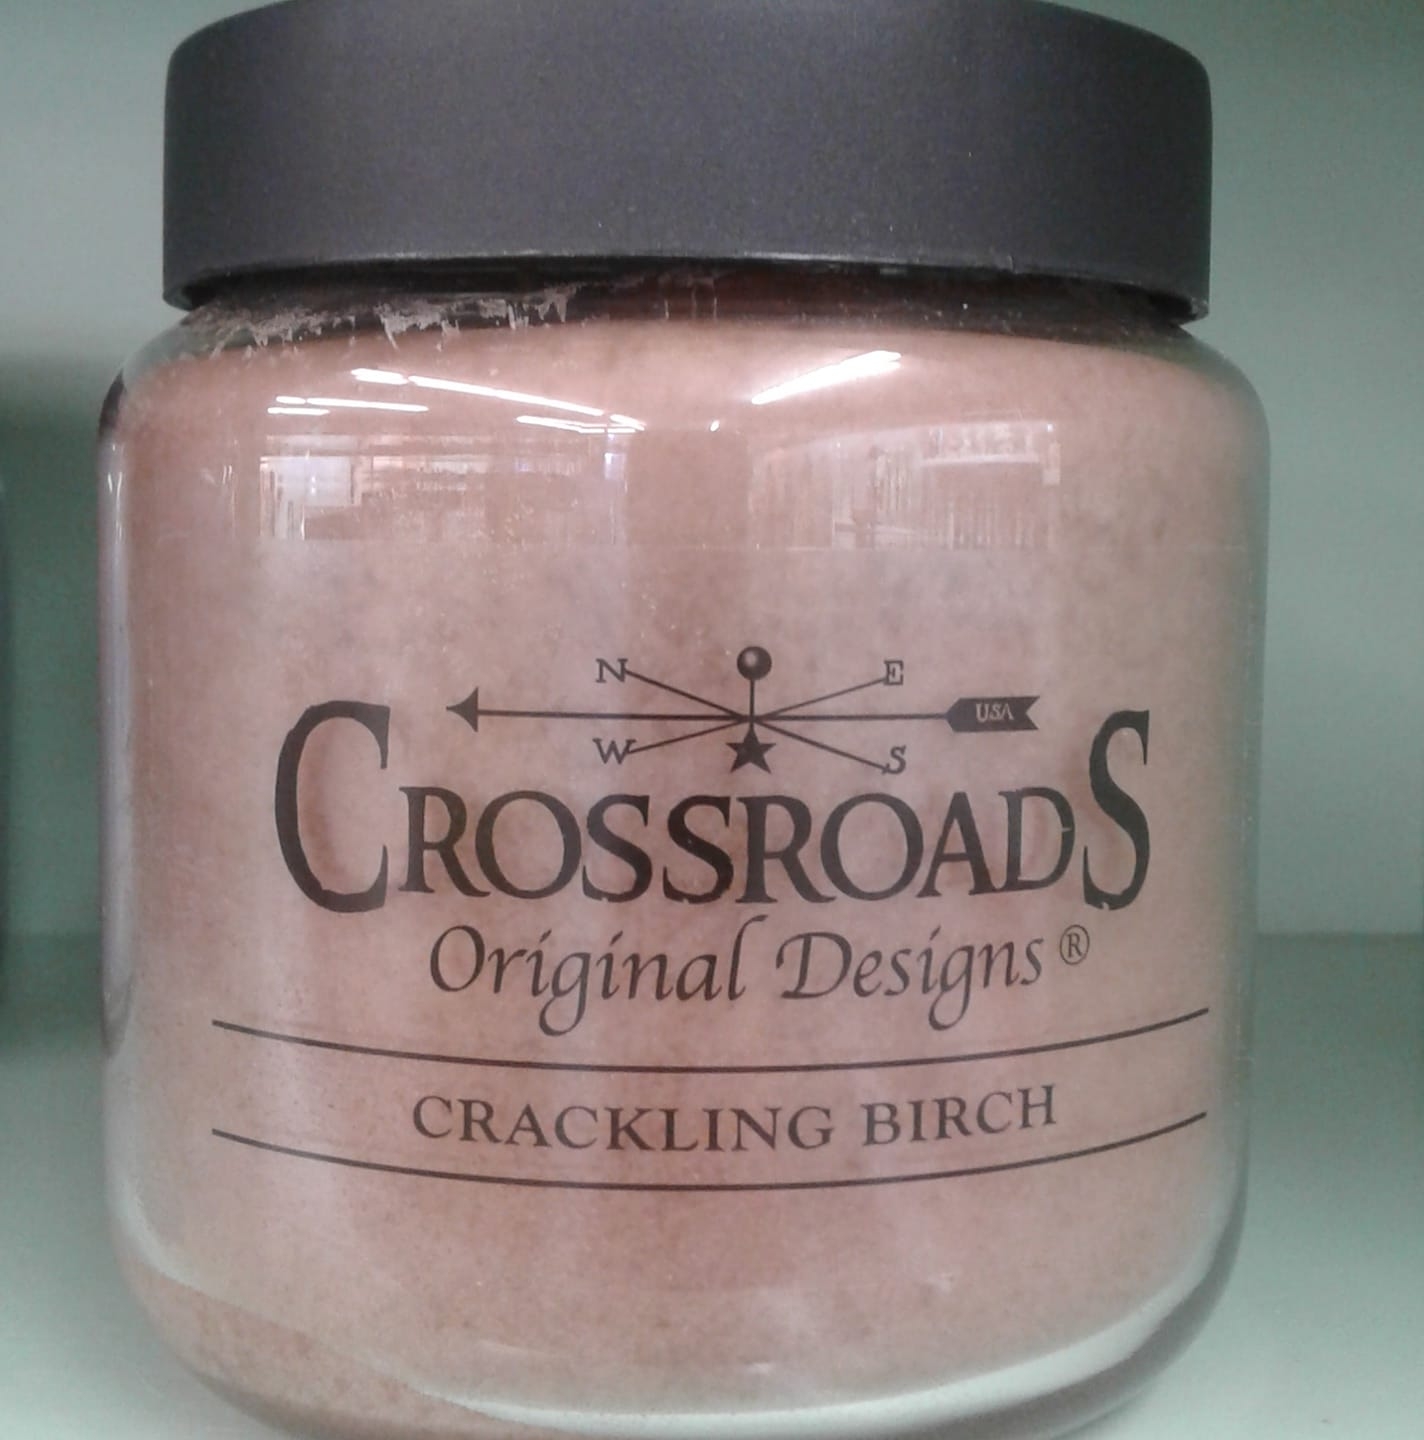 N E
USA
W S
CROSSROADS
Original Designs ®
CRACKLING BIRCH